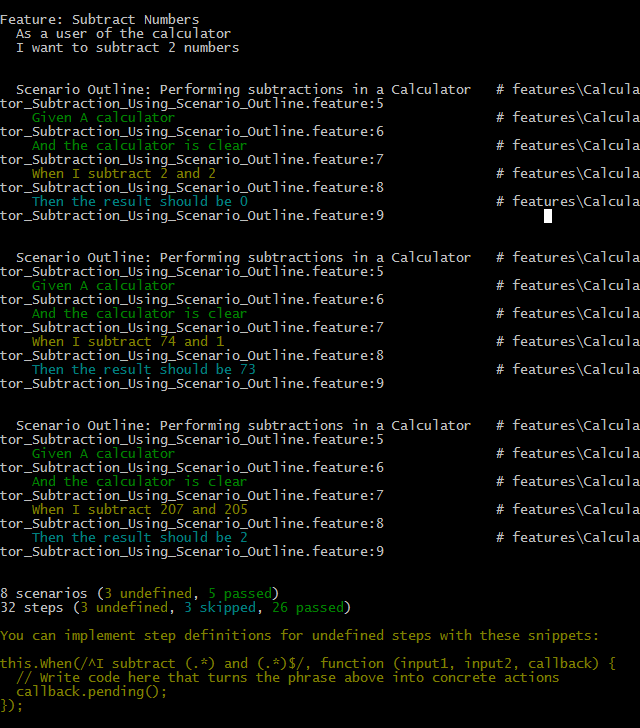 Feature: Subtract Numbers
As a user of the calculator
I want to subtract 2 numbers
Scenario Outline: Performing subtractions in a Calculator # features\Calcula
tor_Subtraction_Using_Scenario_Outline.feature:5
Given A calculator # features\Calcula
tor_Subtraction_Using_Scenario_Outline.feature:6
And the calculator is clear # features\Calcula
tor_Subtraction_Using_Scenario_Outline.feature:7
When I subtract 2 and 2 # features\Calcula
tor_Subtraction_Using_Scenario_Outline.feature:8
Then the result should be 0 # features\Calcula
tor_Subtraction_Using_Scenario_Outline.feature:9
Scenario Outline: Performing subtractions in a Calculator # features\Calcula
tor_Subtraction_Using_Scenario_Outline.feature:5
Given A calculator # features\Calcula
tor_Subtraction_Using_Scenario_Outline.feature:6
And the calculator is clear # features\Calcula
tor_Subtraction_Using_Scenario_Outline.feature:7
When I subtract 74 and 1 # features\Calcula
tor_Subtraction_Using_Scenario_Outline.feature:8
Then the result should be 73 # features\Calcula
tor_Subtraction_Using_Scenario_Outline.feature:9
Scenario Outline: Performing subtractions in a Calculator # features\Calcula
tor_Subtraction_Using_Scenario_Outline.feature:5
Given A calculator # features\Calcula
tor_Subtraction_Using_Scenario_Outline.feature:6
And the calculator is clear # features\Calcula
tor_Subtraction_Using_Scenario_Outline.feature:7
When I subtract 207 and 205 # features\Calcula
tor_Subtraction_Using_Scenario_Outline.feature:8
Then the result should be 2 # features\Calcula
tor_Subtraction_Using_Scenario_Outline.feature:9
8 scenarios (3 undefined, 5 passed)
32 steps (3 undefined, 3 skipped, 26 passed)
You can implement step definitions for undefined steps with these snippets:
this.When(/^I subtract (.*) and (.*)$/, function (input1, input2, callback) {
// Write code here that turns the phrase above into concrete actions
callback.pending();
});